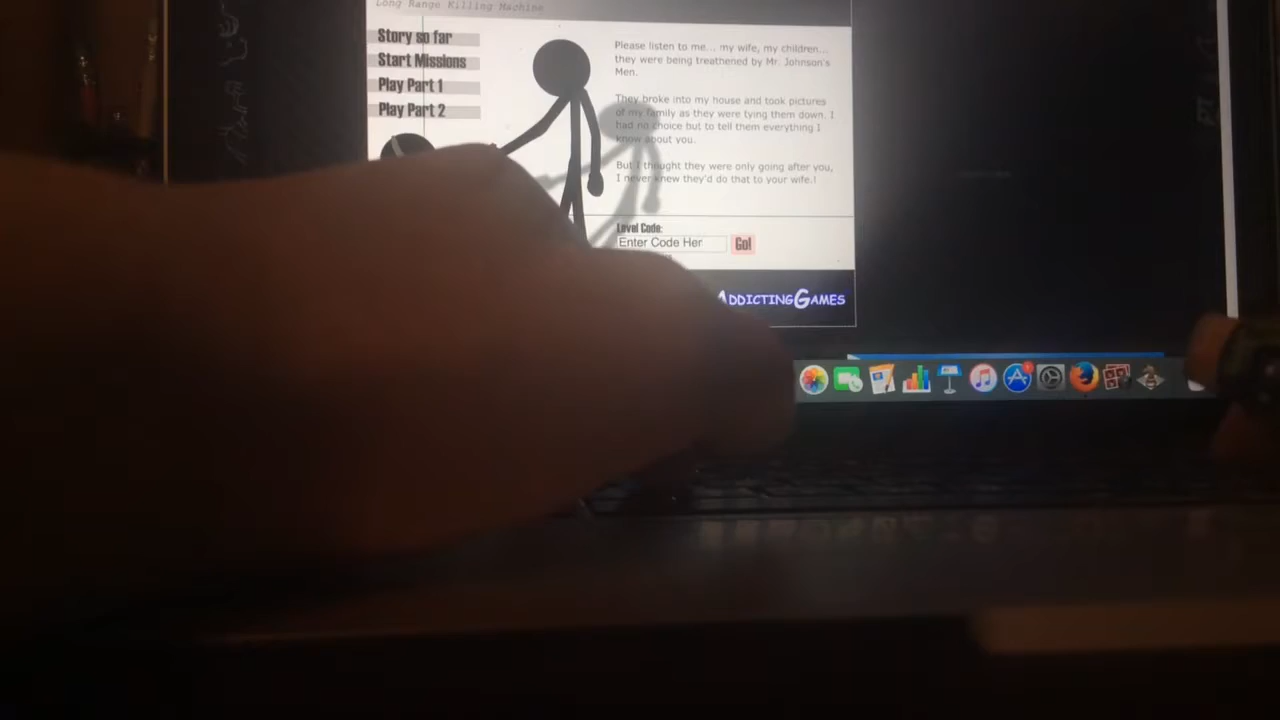 Long Range Killing Machine
Story so far
Start Missions
Play Part 1
Play Part 2
Please listen to me... my wife, my children...
they were being treathened by Mr. Johnson's
Men.
They broke into my house and took pictures
of my family as they were tying them down. I
had no choice but to tell them everything I
know about you.
But I thought they were only going after you,
I never knew they'd do that to your wife.!
Level Code:
Enter Code Her
Go!
ADDICTINGGAMES